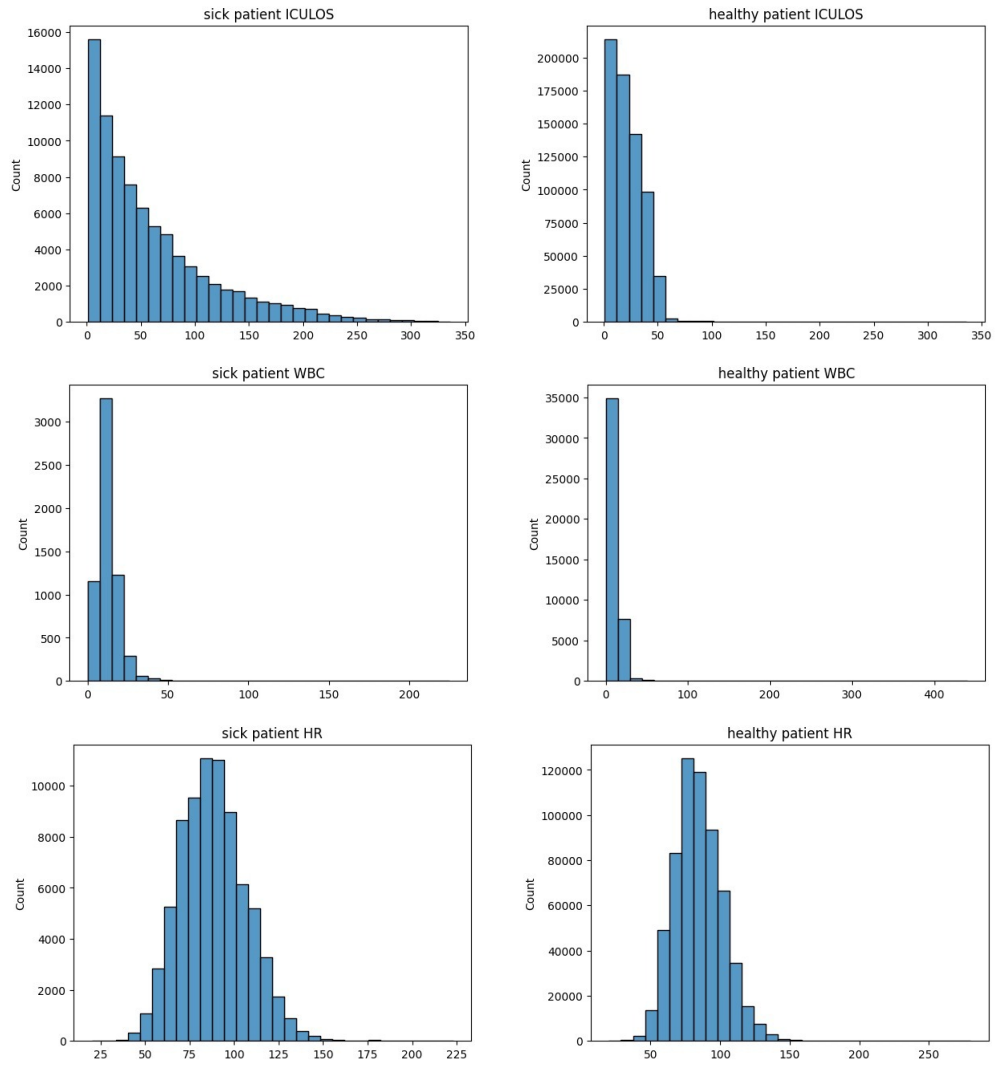 sick patient ICULOS
16000
14000
12000
10000
8000
6000
4000
2000
0
Count
0 50 100 150 200 250 300 350
healthy patient ICULOS
200000
175000
150000
125000
100000
75000
50000
25000
0
Count
0 50 100 150 200 250 300 350
sick patient WBC
3000
2500
2000
1500
1000
500
0
Count
0 50 100 150 200
healthy patient WBC
35000
30000
25000
20000
15000
10000
5000
0
Count
0 100 200 300 400
sick patient HR
10000
8000
6000
4000
2000
0
Count
25 50 75 100 125 150 175 200 225
healthy patient HR
120000
100000
80000
60000
40000
20000
0
Count
50 100 150 200 250